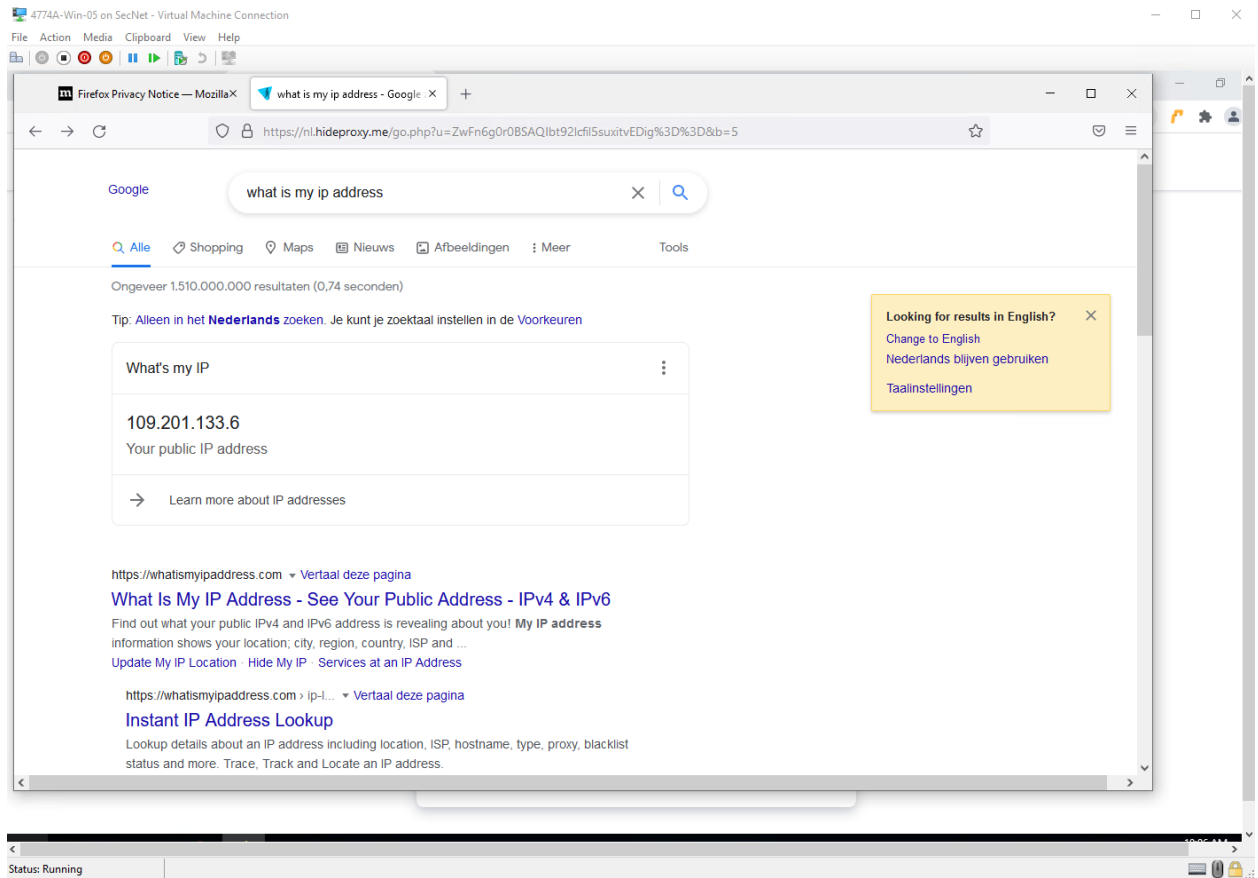 4774A-Win-05 on SecNet - Virtual Machine Connection
File Action Media Clipboard View Help
Firefox Privacy Notice — Mozilla
what is my ip address - Google
https://nl.hideproxy.me/go.php?u=ZwFn6g0r0BSAQIbt92lcfil5suxitvEDig%3D%3D&b=5
Google
what is my ip address
Alle Shopping Maps Nieuws Afbeeldingen Meer Tools
Ongeveer 1.510.000.000 resultaten (0,74 seconden)
Tip: Alleen in het Nederlands zoeken. Je kunt je zoektaal instellen in de Voorkeuren
Looking for results in English?
Change to English
Nederlands blijven gebruiken
Taalinstellingen
What's my IP
109.201.133.6
Your public IP address
Learn more about IP addresses
https://whatismyipaddress.com Vertaal deze pagina
What Is My IP Address - See Your Public Address - IPv4 & IPv6
Find out what your public IPv4 and IPv6 address is revealing about you! My IP address
information shows your location; city, region, country, ISP and ...
Update My IP Location · Hide My IP · Services at an IP Address
https://whatismyipaddress.com › ip-l... Vertaal deze pagina
Instant IP Address Lookup
Lookup details about an IP address including location, ISP, hostname, type, proxy, blacklist
status and more. Trace, Track and Locate an IP address.
Status: Running